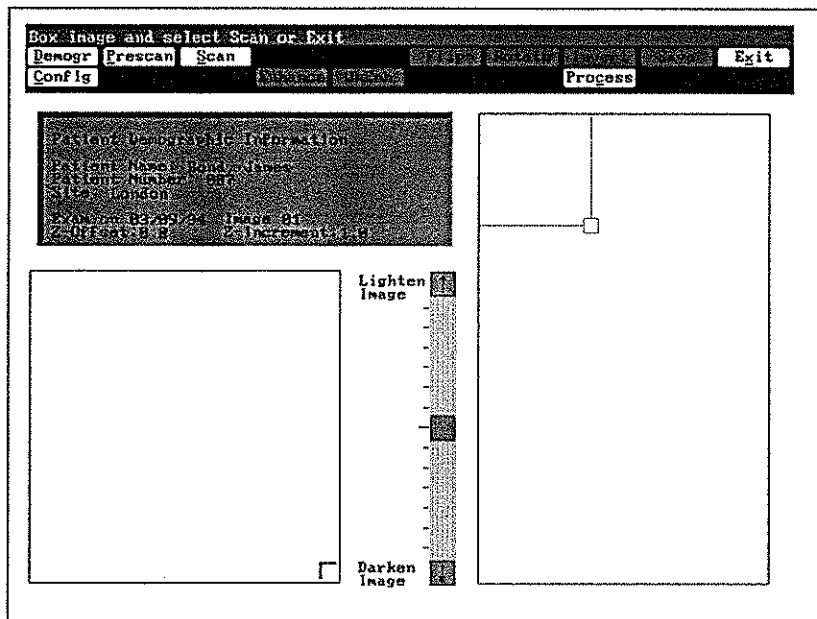 Box Image and select Scan or Exit
Demogr Prescan Scan Exit
Config Process
Patient Demographic Information
Patient Name: Bond, James
Patient Number: 007
Site: London
Exam on 03/09/94 Image 01
Z-Offset:0.0 Z-Increment:1.0
Lighten
Image
Darken
Image